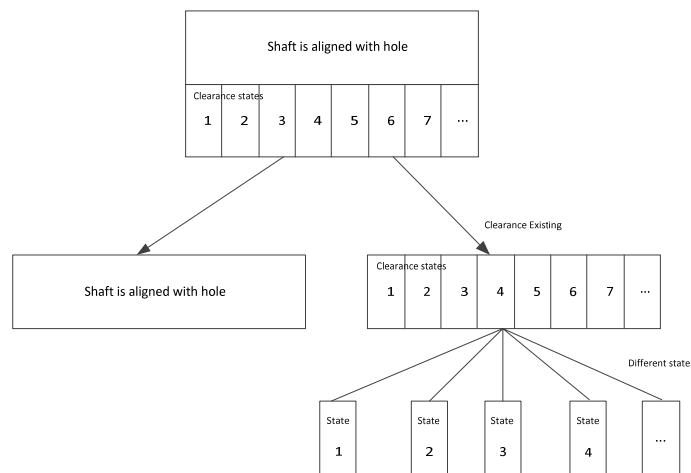 Shaft is aligned with hole
Clearance states
1 2 3 4 5 6 7 ...
Clearance Existing
Shaft is aligned with hole
Clearance states
1 2 3 4 5 6 7 ...
Different state
State State State State
1 2 3 4 ...